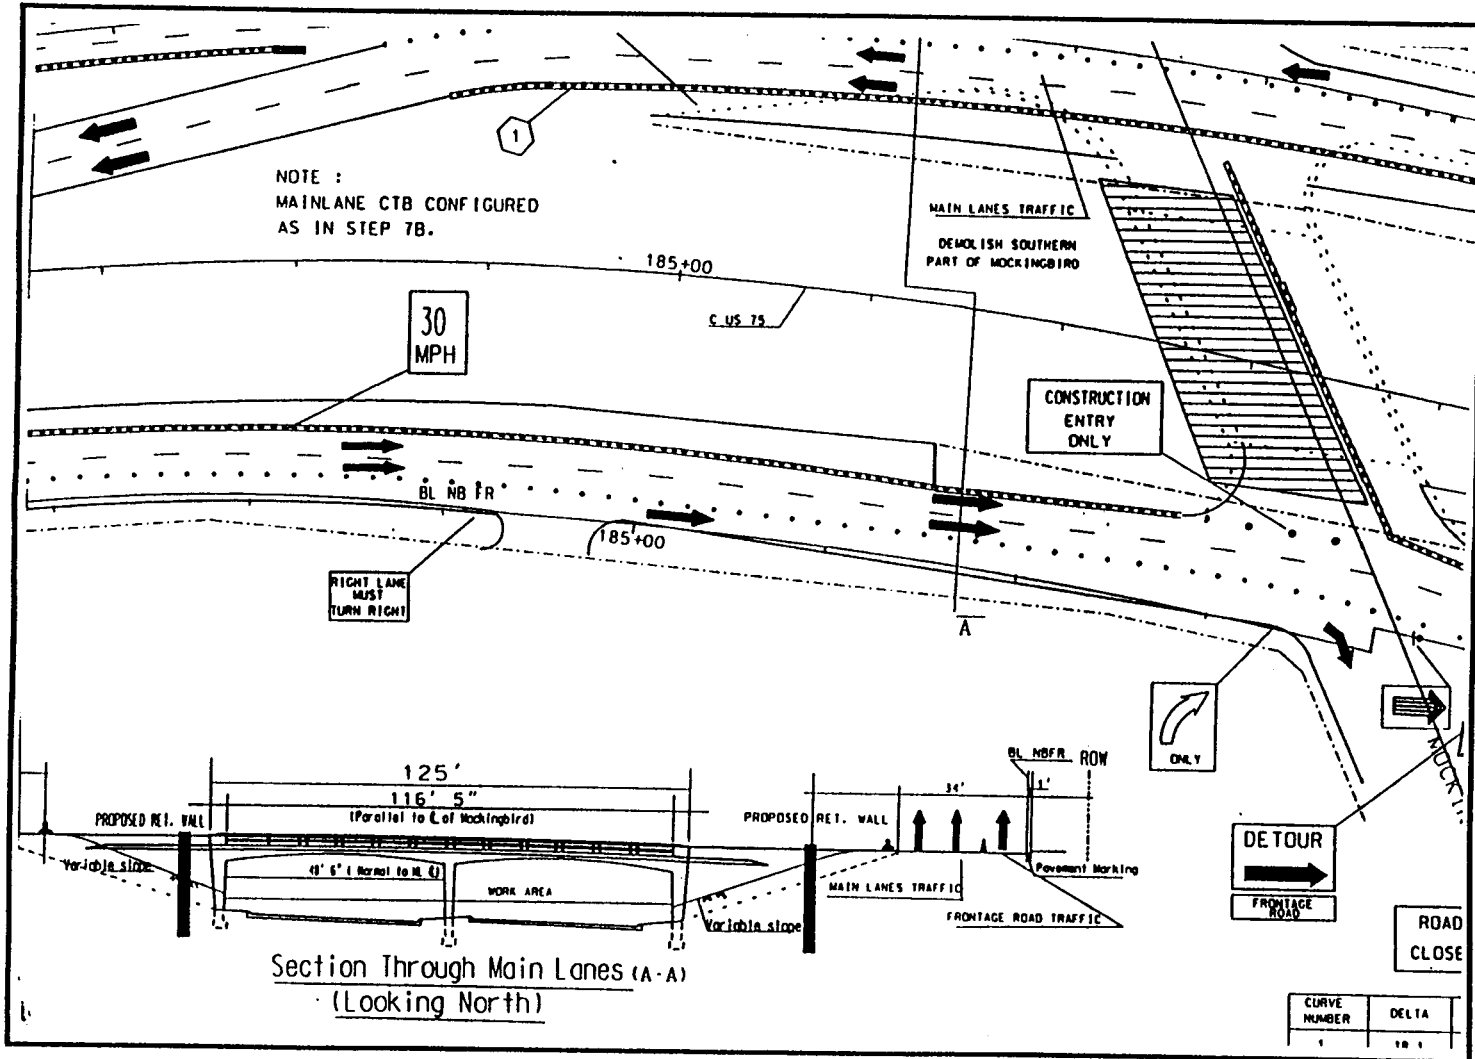 1
NOTE :
MAINLANE CTB CONFIGURED
AS IN STEP 7B.
MAIN LANES TRAFFIC
DEMOLISH SOUTHERN
PART OF MOCKINGBIRD
185+00
C US 75
30
MPH
CONSTRUCTION
ENTRY
ONLY
BL NB FR
185+00
RIGHT LANE
MUST
TURN RIGHT
A
ONLY
MOCKI
125'
116' 5"
(Parallel to ℄ of Mockingbird)
PROPOSED RET. WALL
Variable slope
WORK AREA
PROPOSED RET. WALL
Variable slope
BL NBFR
ROW
34'
1'
Pavement Marking
MAIN LANES TRAFFIC
FRONTAGE ROAD TRAFFIC
DETOUR
FRONTAGE
ROAD
ROAD
CLOSE
Section Through Main Lanes (A-A)
(Looking North)
CURVE
NUMBER
DELTA
1